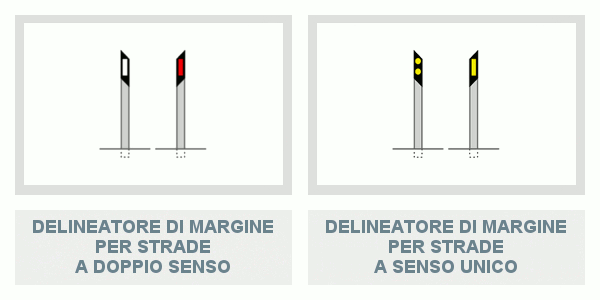 DELINEATORE DI MARGINE
PER STRADE
A DOPPIO SENSO
DELINEATORE DI MARGINE
PER STRADE
A SENSO UNICO